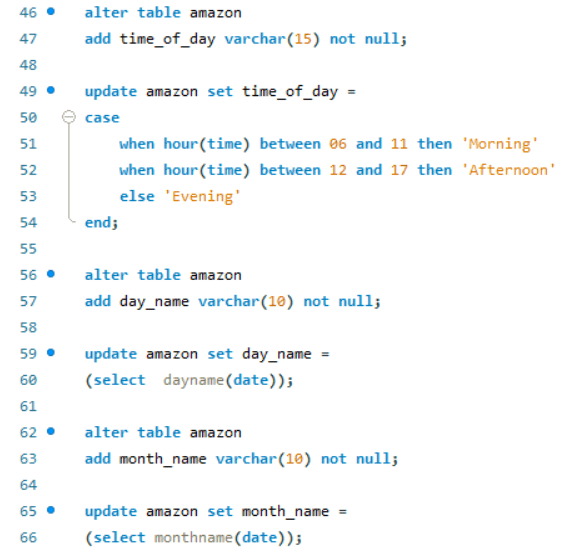 46 alter table amazon
47 add time_of_day varchar(15) not null;
48
49 update amazon set time_of_day =
50 case
51 when hour(time) between 06 and 11 then 'Morning'
52 when hour(time) between 12 and 17 then 'Afternoon'
53 else 'Evening'
54 end;
55
56 alter table amazon
57 add day_name varchar(10) not null;
58
59 update amazon set day_name =
60 (select  dayname(date));
61
62 alter table amazon
63 add month_name varchar(10) not null;
64
65 update amazon set month_name =
66 (select monthname(date));